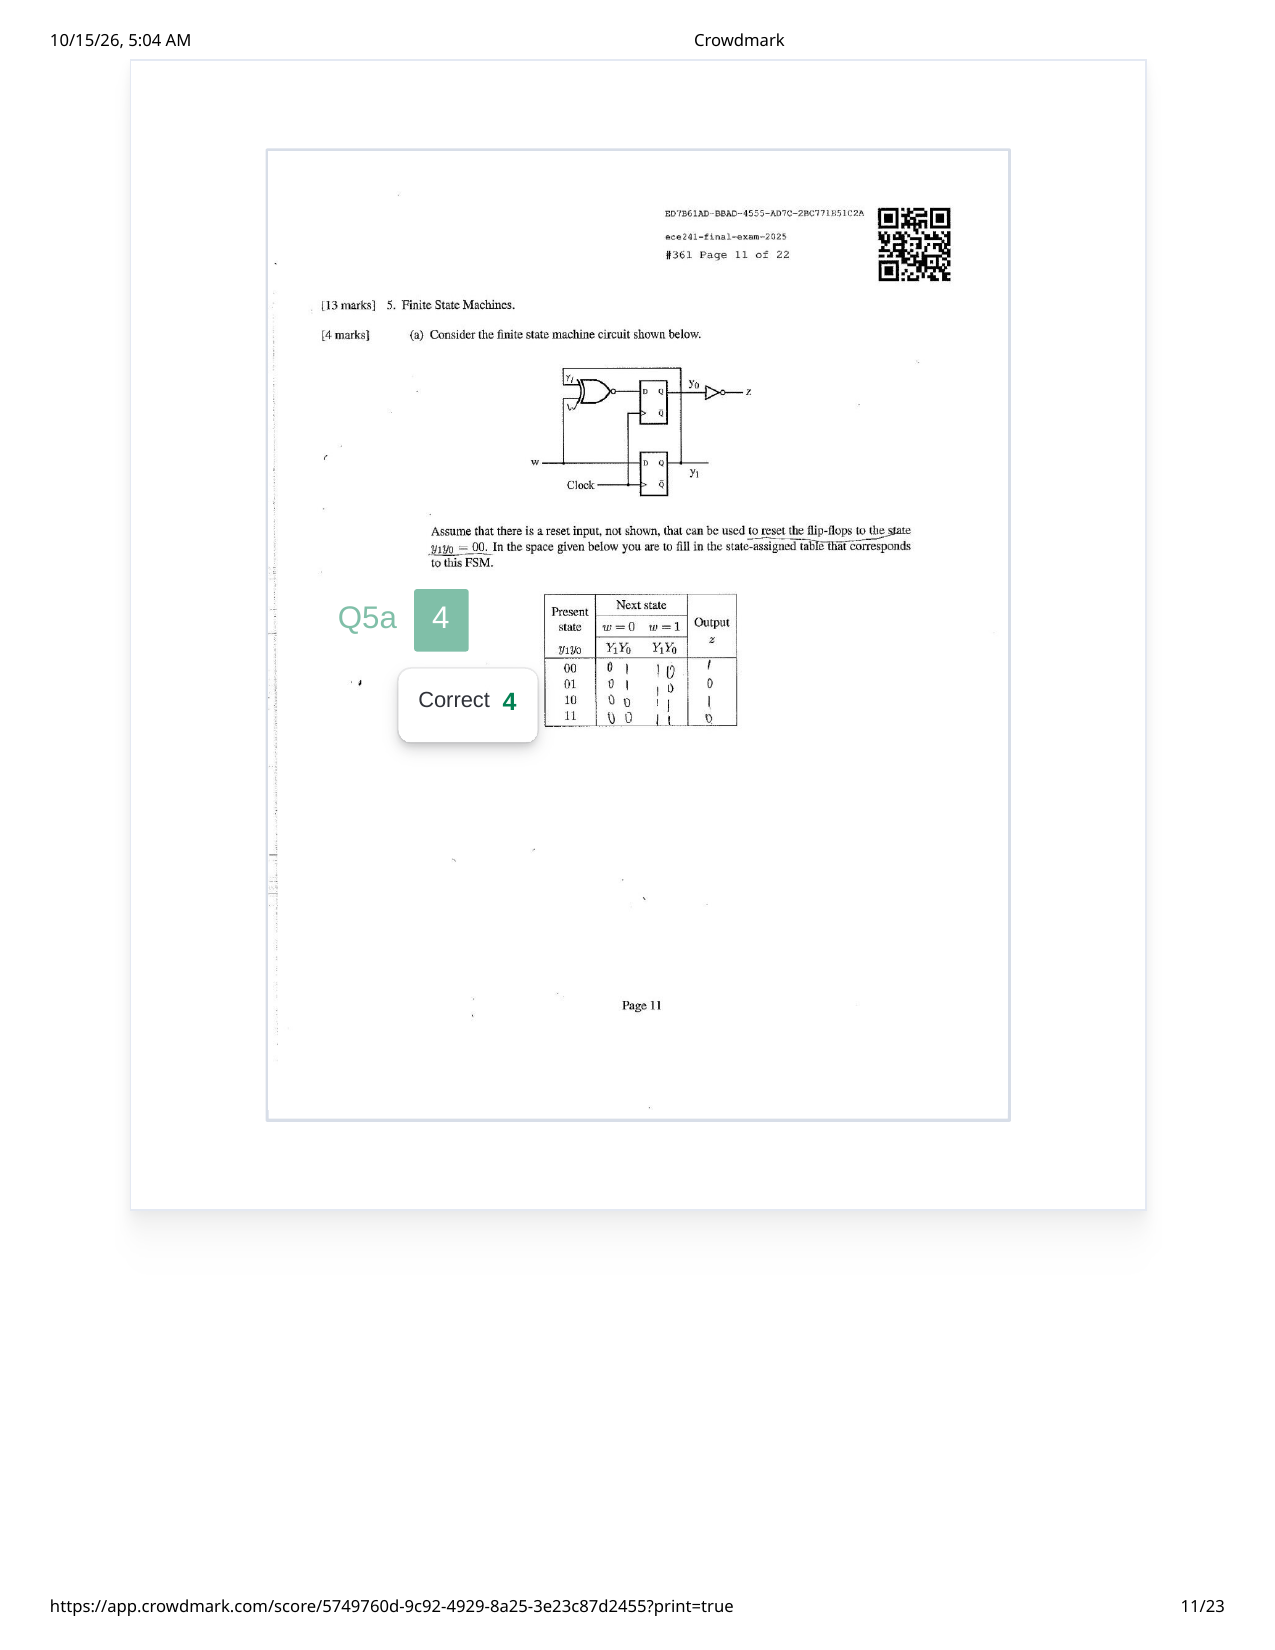 10/15/26, 5:04 AM Crowdmark
ED7B61AD-BBAD-4555-AD7C-2BC771E51C2A
ece241-final-exam-2025
#361 Page 11 of 22
[13 marks] 5. Finite State Machines.
[4 marks] (a) Consider the finite state machine circuit shown below.
Y1
D Q y0 z
W
Q̄
w D Q
y1
Clock Q̄
Assume that there is a reset input, not shown, that can be used to reset the flip-flops to the state
y1y0 = 00. In the space given below you are to fill in the state-assigned table that corresponds
to this FSM.
Q5a 4
Correct 4
Present Next state
state w = 0 w = 1 Output
z
y1y0 Y1Y0 Y1Y0
00 0 1 1 0 1
01 0 1 1 0 0
10 0 0 1 1 1
11 0 0 1 1 0
Page 11
https://app.crowdmark.com/score/5749760d-9c92-4929-8a25-3e23c87d2455?print=true 11/23